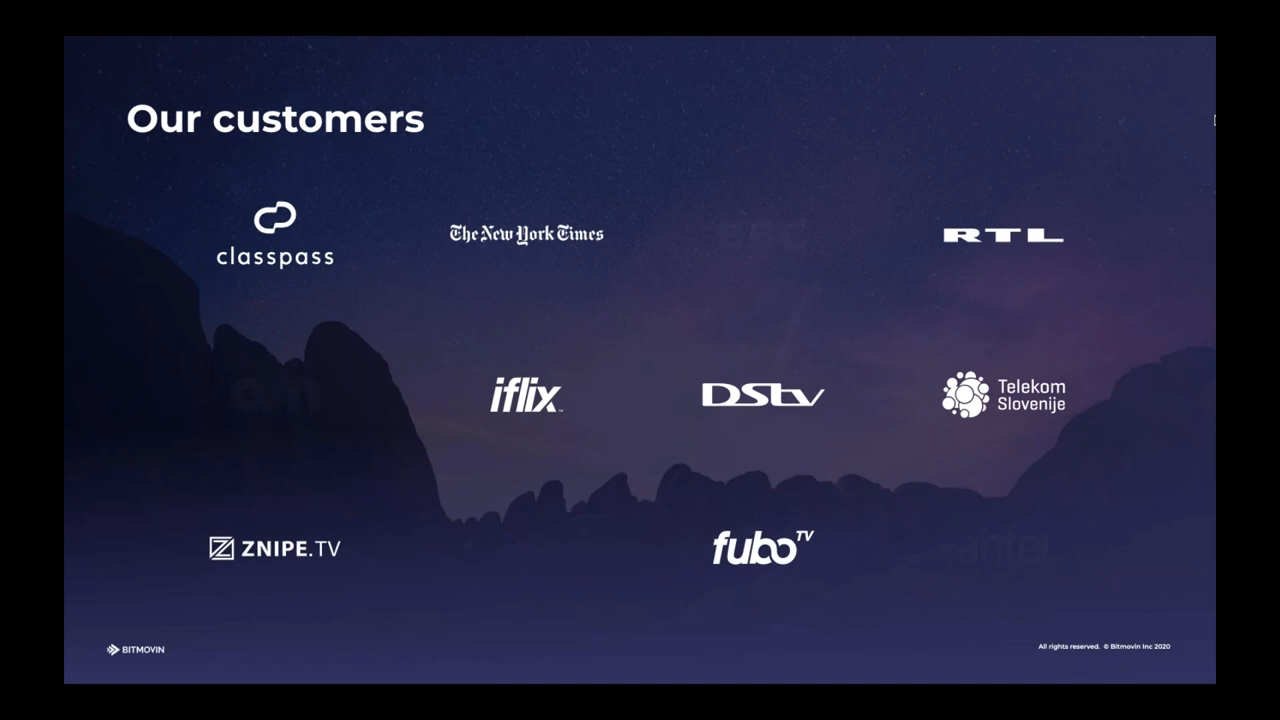 Our customers
classpass
The New York Times
RTL
iflix
DStv
Telekom
Slovenije
ZNIPE.TV
fuboTV
BITMOVIN
All rights reserved. © Bitmovin Inc 2020